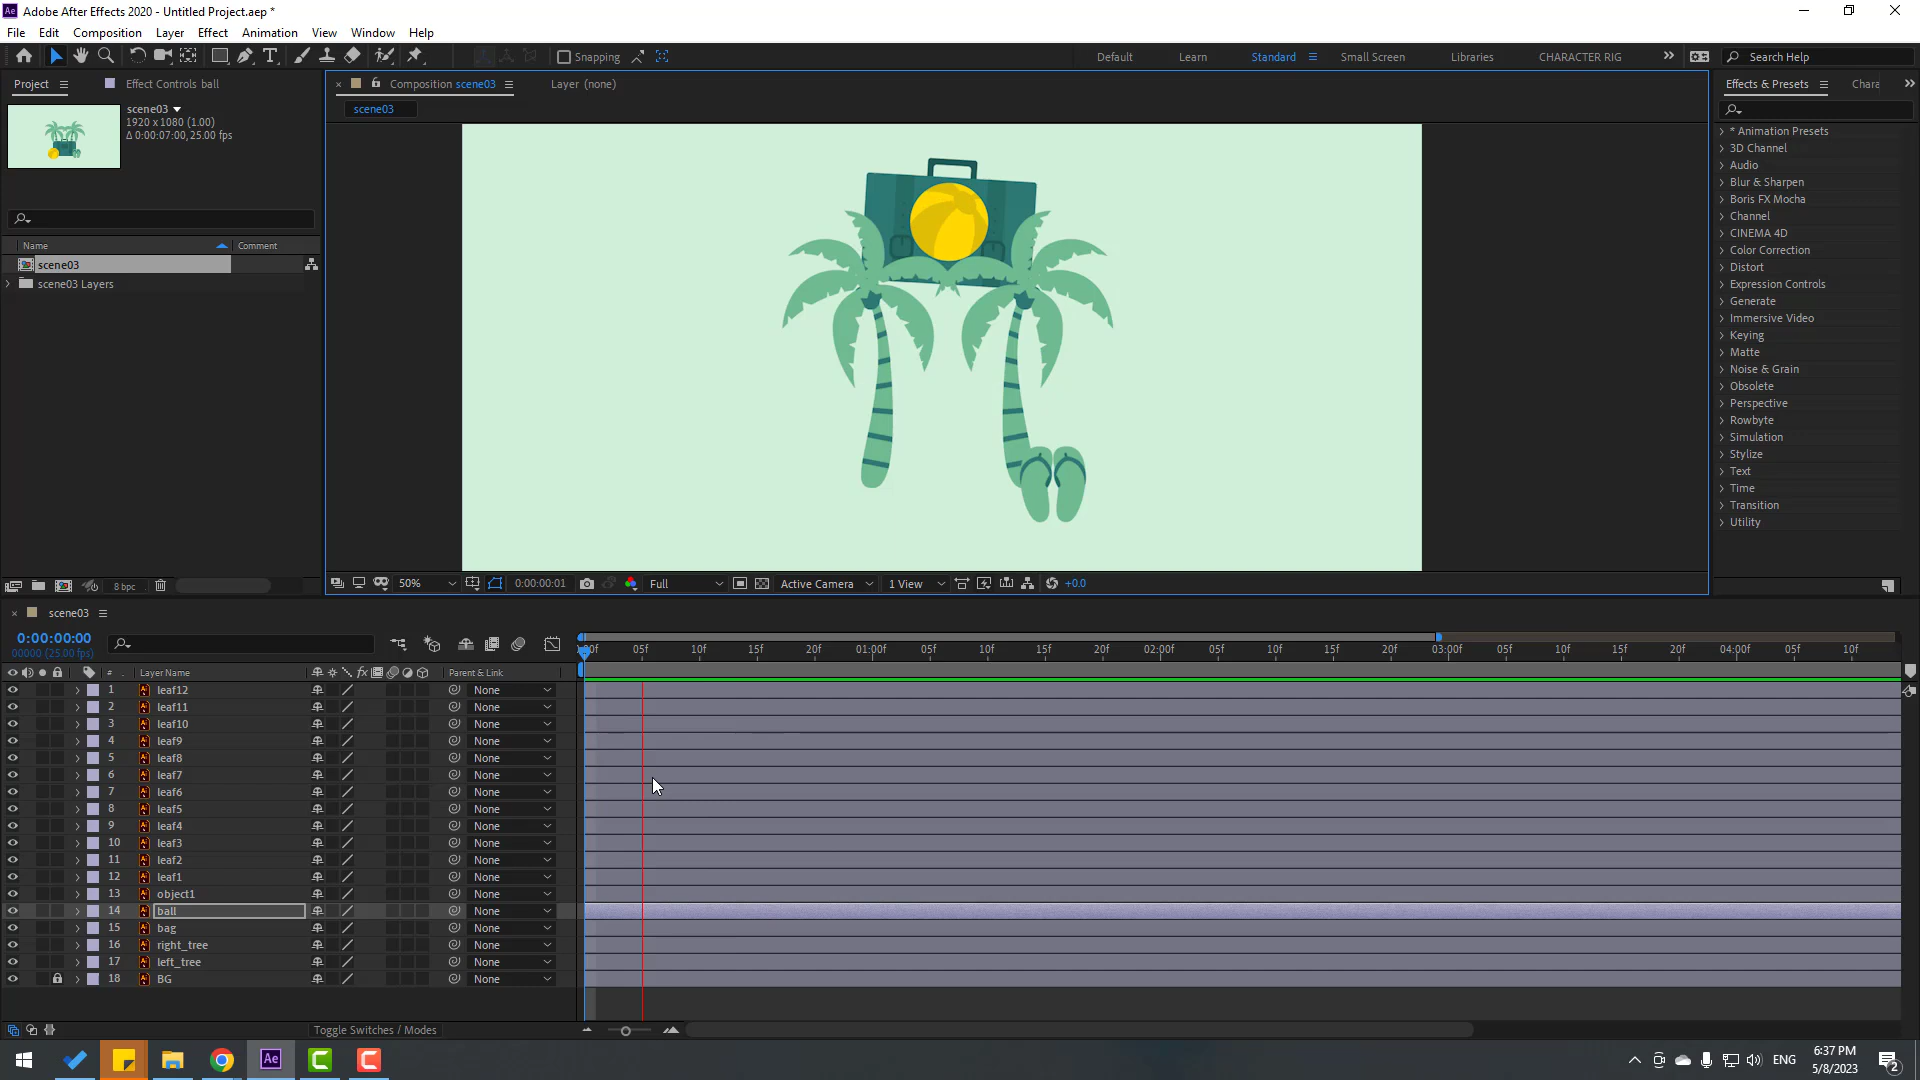 Adobe After Effects 2020 - Untitled Project.aep *
File Edit Composition Layer Effect Animation View Window Help
Snapping Default Learn Standard Small Screen Libraries CHARACTER RIG Search Help
Project Effect Controls ball
scene03
1920 x 1080 (1.00)
Δ 0:00:07:00, 25.00 fps
Name Comment
scene03
scene03 Layers
8 bpc
Composition scene03 Layer (none)
scene03
50% 0:00:00:01 Full Active Camera 1 View +0.0
Effects & Presets Chara
* Animation Presets
3D Channel
Audio
Blur & Sharpen
Boris FX Mocha
Channel
CINEMA 4D
Color Correction
Distort
Expression Controls
Generate
Immersive Video
Keying
Matte
Noise & Grain
Obsolete
Perspective
Rowbyte
Simulation
Stylize
Text
Time
Transition
Utility
scene03
0:00:00:00
00000 (25.00 fps)
:00f 05f 10f 15f 20f 01:00f 05f 10f 15f 20f 02:00f 05f 10f 15f 20f 03:00f 05f 10f 15f 20f 04:00f 05f 10f
# Layer Name fx Parent & Link
1 leaf12 None
2 leaf11 None
3 leaf10 None
4 leaf9 None
5 leaf8 None
6 leaf7 None
7 leaf6 None
8 leaf5 None
9 leaf4 None
10 leaf3 None
11 leaf2 None
12 leaf1 None
13 object1 None
14 ball None
15 bag None
16 right_tree None
17 left_tree None
18 BG None
Toggle Switches / Modes
ENG
6:37 PM
5/8/2023
2